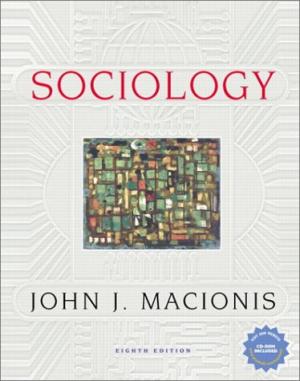 SOCIOLOGY
JOHN J. MACIONIS
EIGHTH EDITION
CD-ROM
INCLUDED